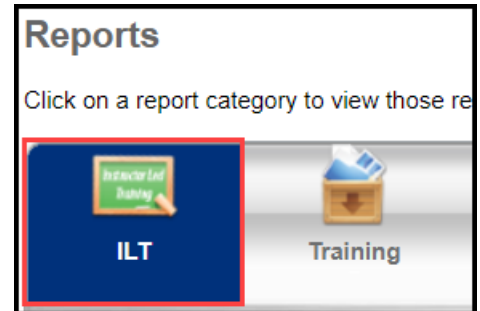 Reports
Click on a report category to view those re
Instructor Led
Training
ILT
Training